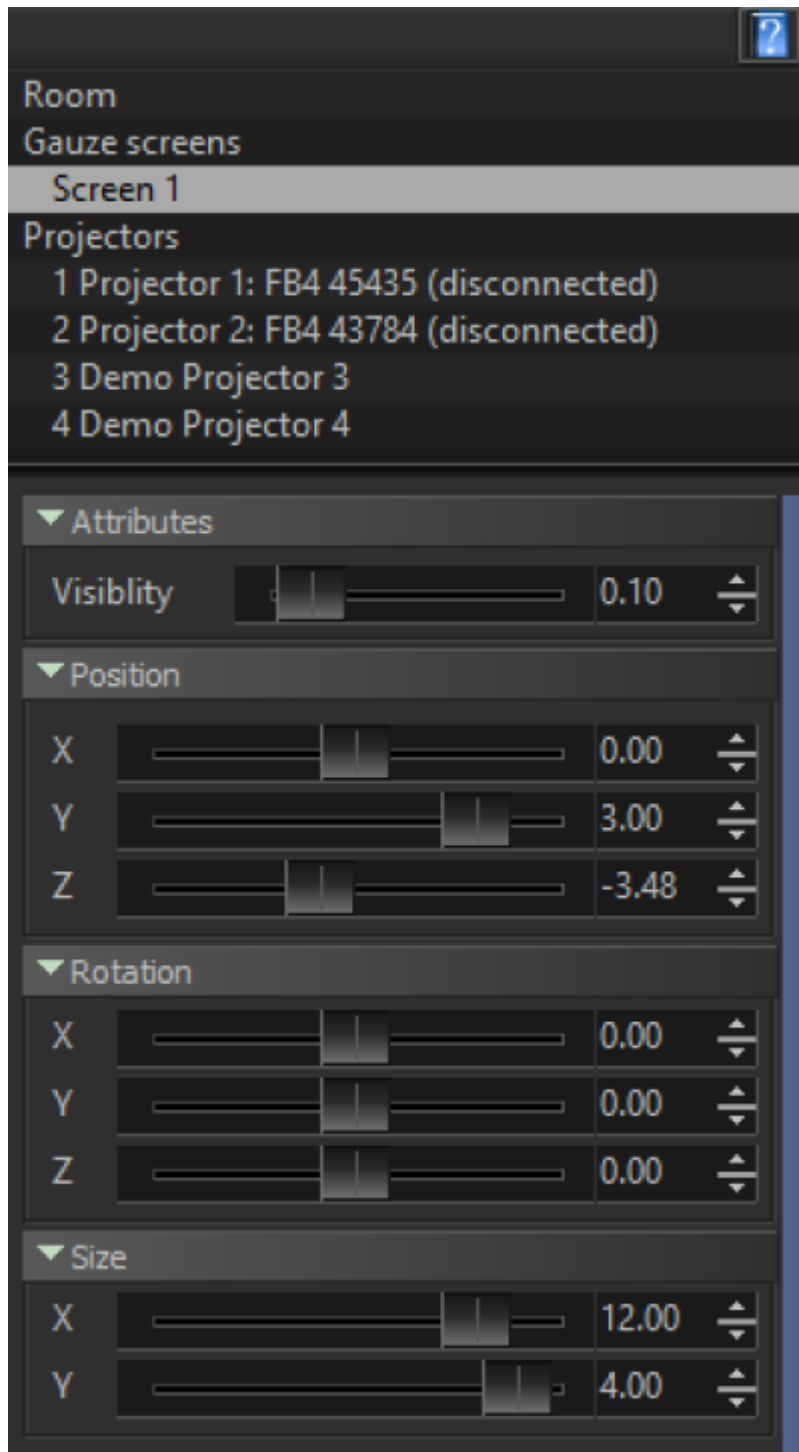 ?
Room
Gauze screens
Screen 1
Projectors
1 Projector 1: FB4 45435 (disconnected)
2 Projector 2: FB4 43784 (disconnected)
3 Demo Projector 3
4 Demo Projector 4
Attributes
Visiblity 0.10
Position
X 0.00
Y 3.00
Z -3.48
Rotation
X 0.00
Y 0.00
Z 0.00
Size
X 12.00
Y 4.00